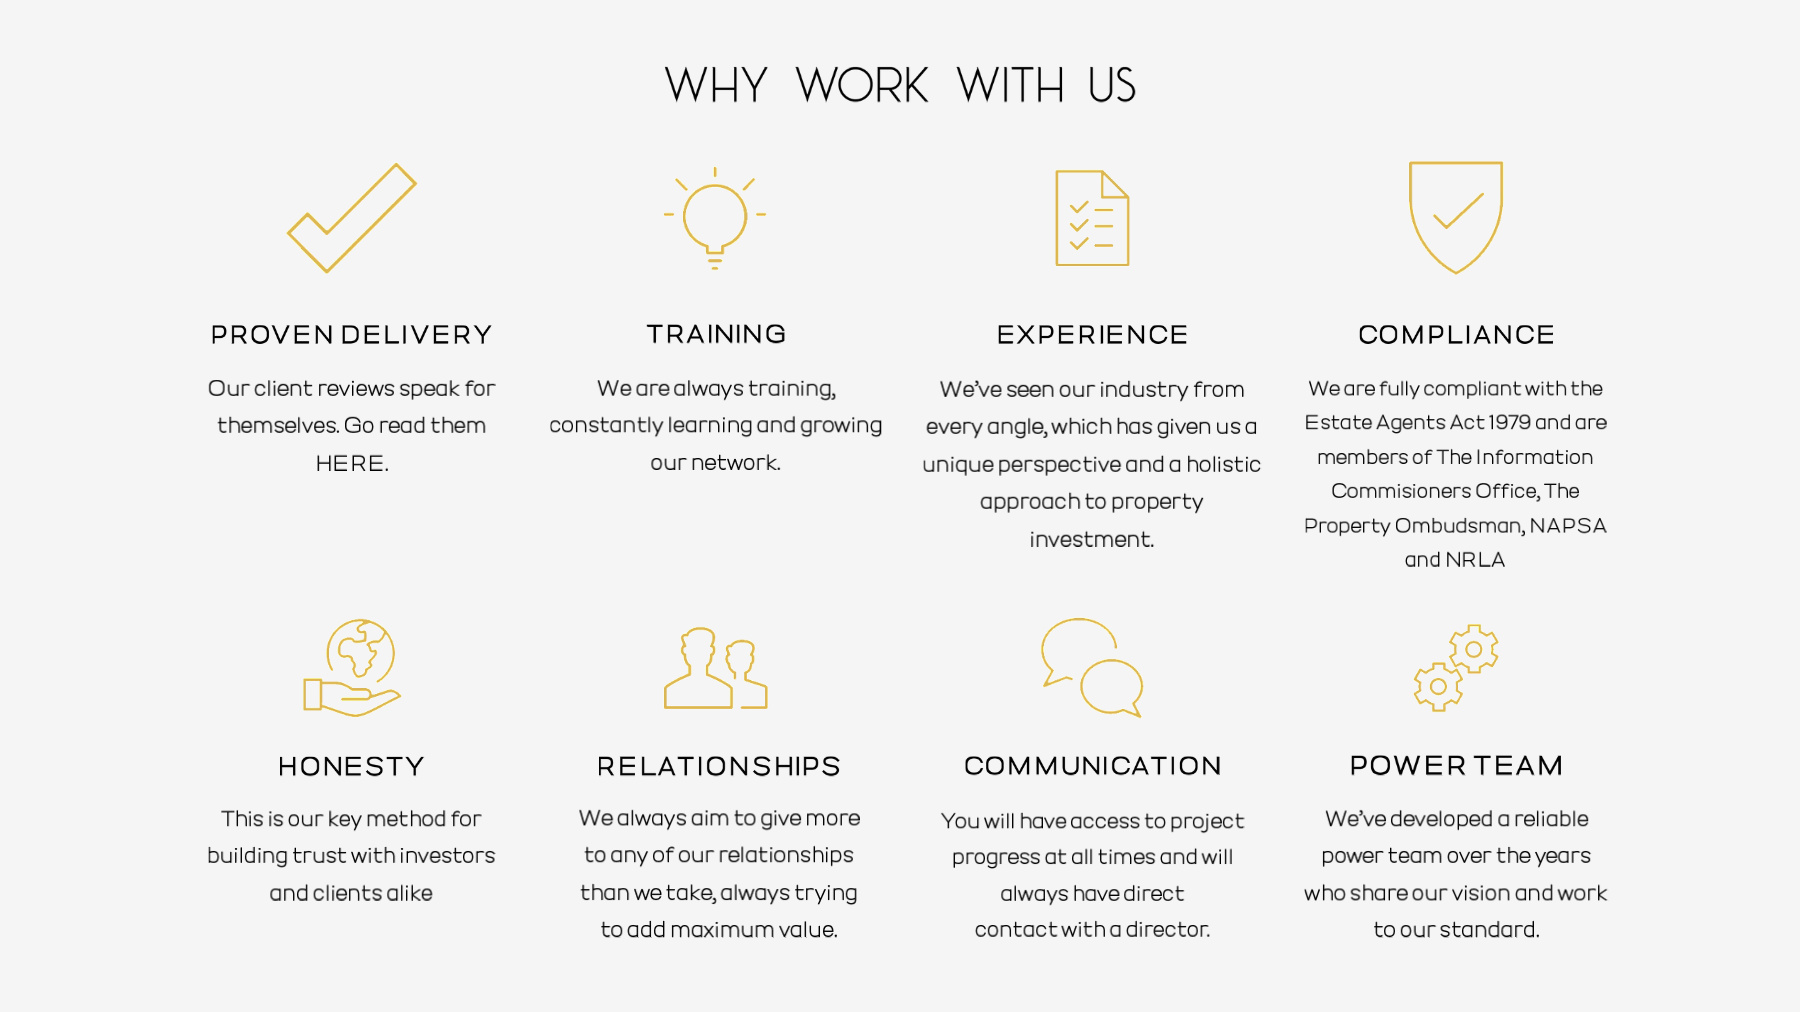 WHY WORK WITH US
PROVEN DELIVERY
Our client reviews speak for
themselves. Go read them
HERE.
TRAINING
We are always training,
constantly learning and growing
our network.
EXPERIENCE
We've seen our industry from
every angle, which has given us a
unique perspective and a holistic
approach to property
investment.
COMPLIANCE
We are fully compliant with the
Estate Agents Act 1979 and are
members of The Information
Commisioners Office, The
Property Ombudsman, NAPSA
and NRLA
HONESTY
This is our key method for
building trust with investors
and clients alike
RELATIONSHIPS
We always aim to give more
to any of our relationships
than we take, always trying
to add maximum value.
COMMUNICATION
You will have access to project
progress at all times and will
always have direct
contact with a director.
POWER TEAM
We've developed a reliable
power team over the years
who share our vision and work
to our standard.